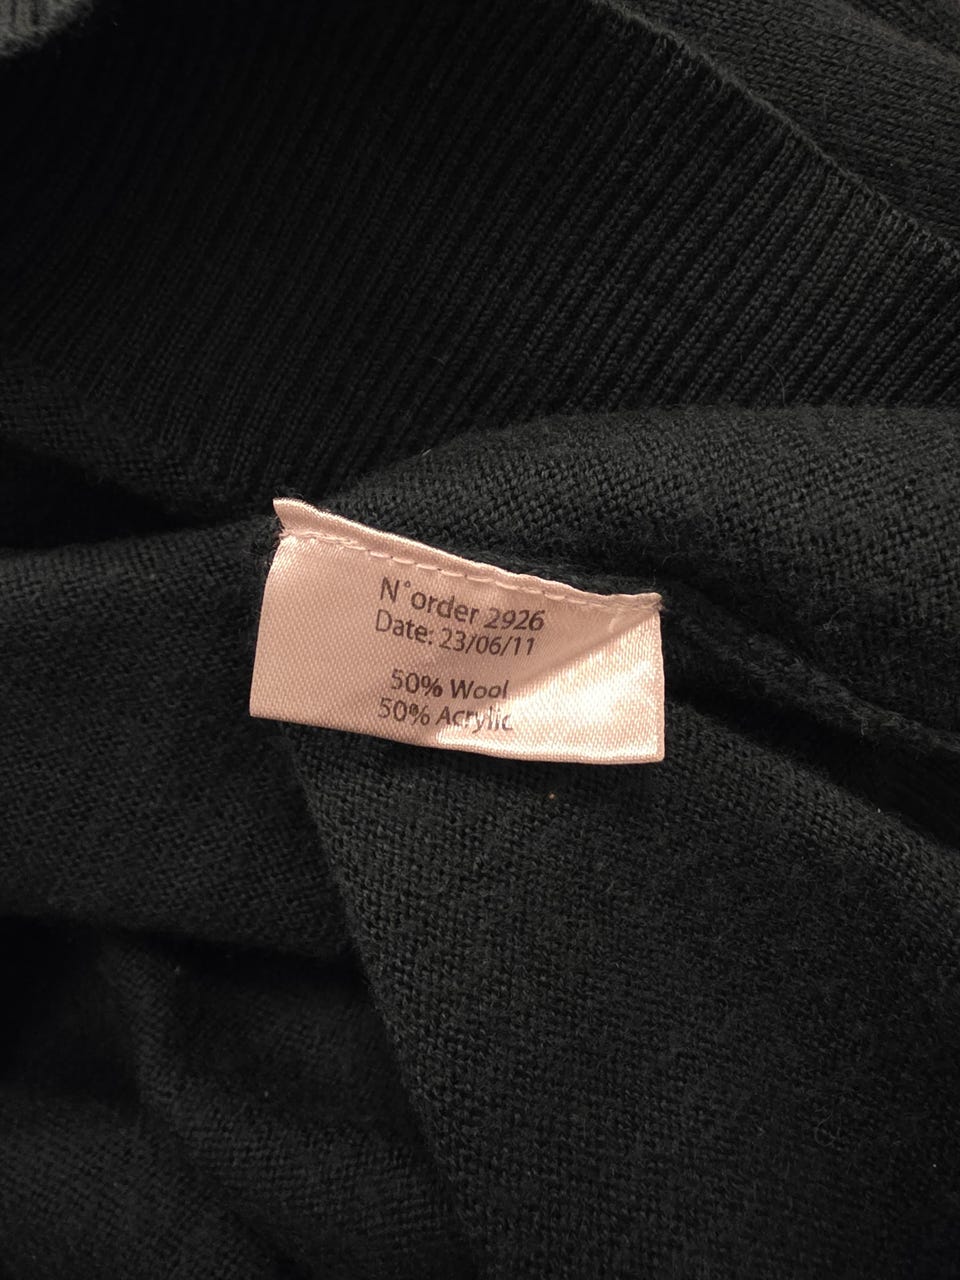 N°order 2926
Date: 23/06/11
50% Wool
50% Acrylic